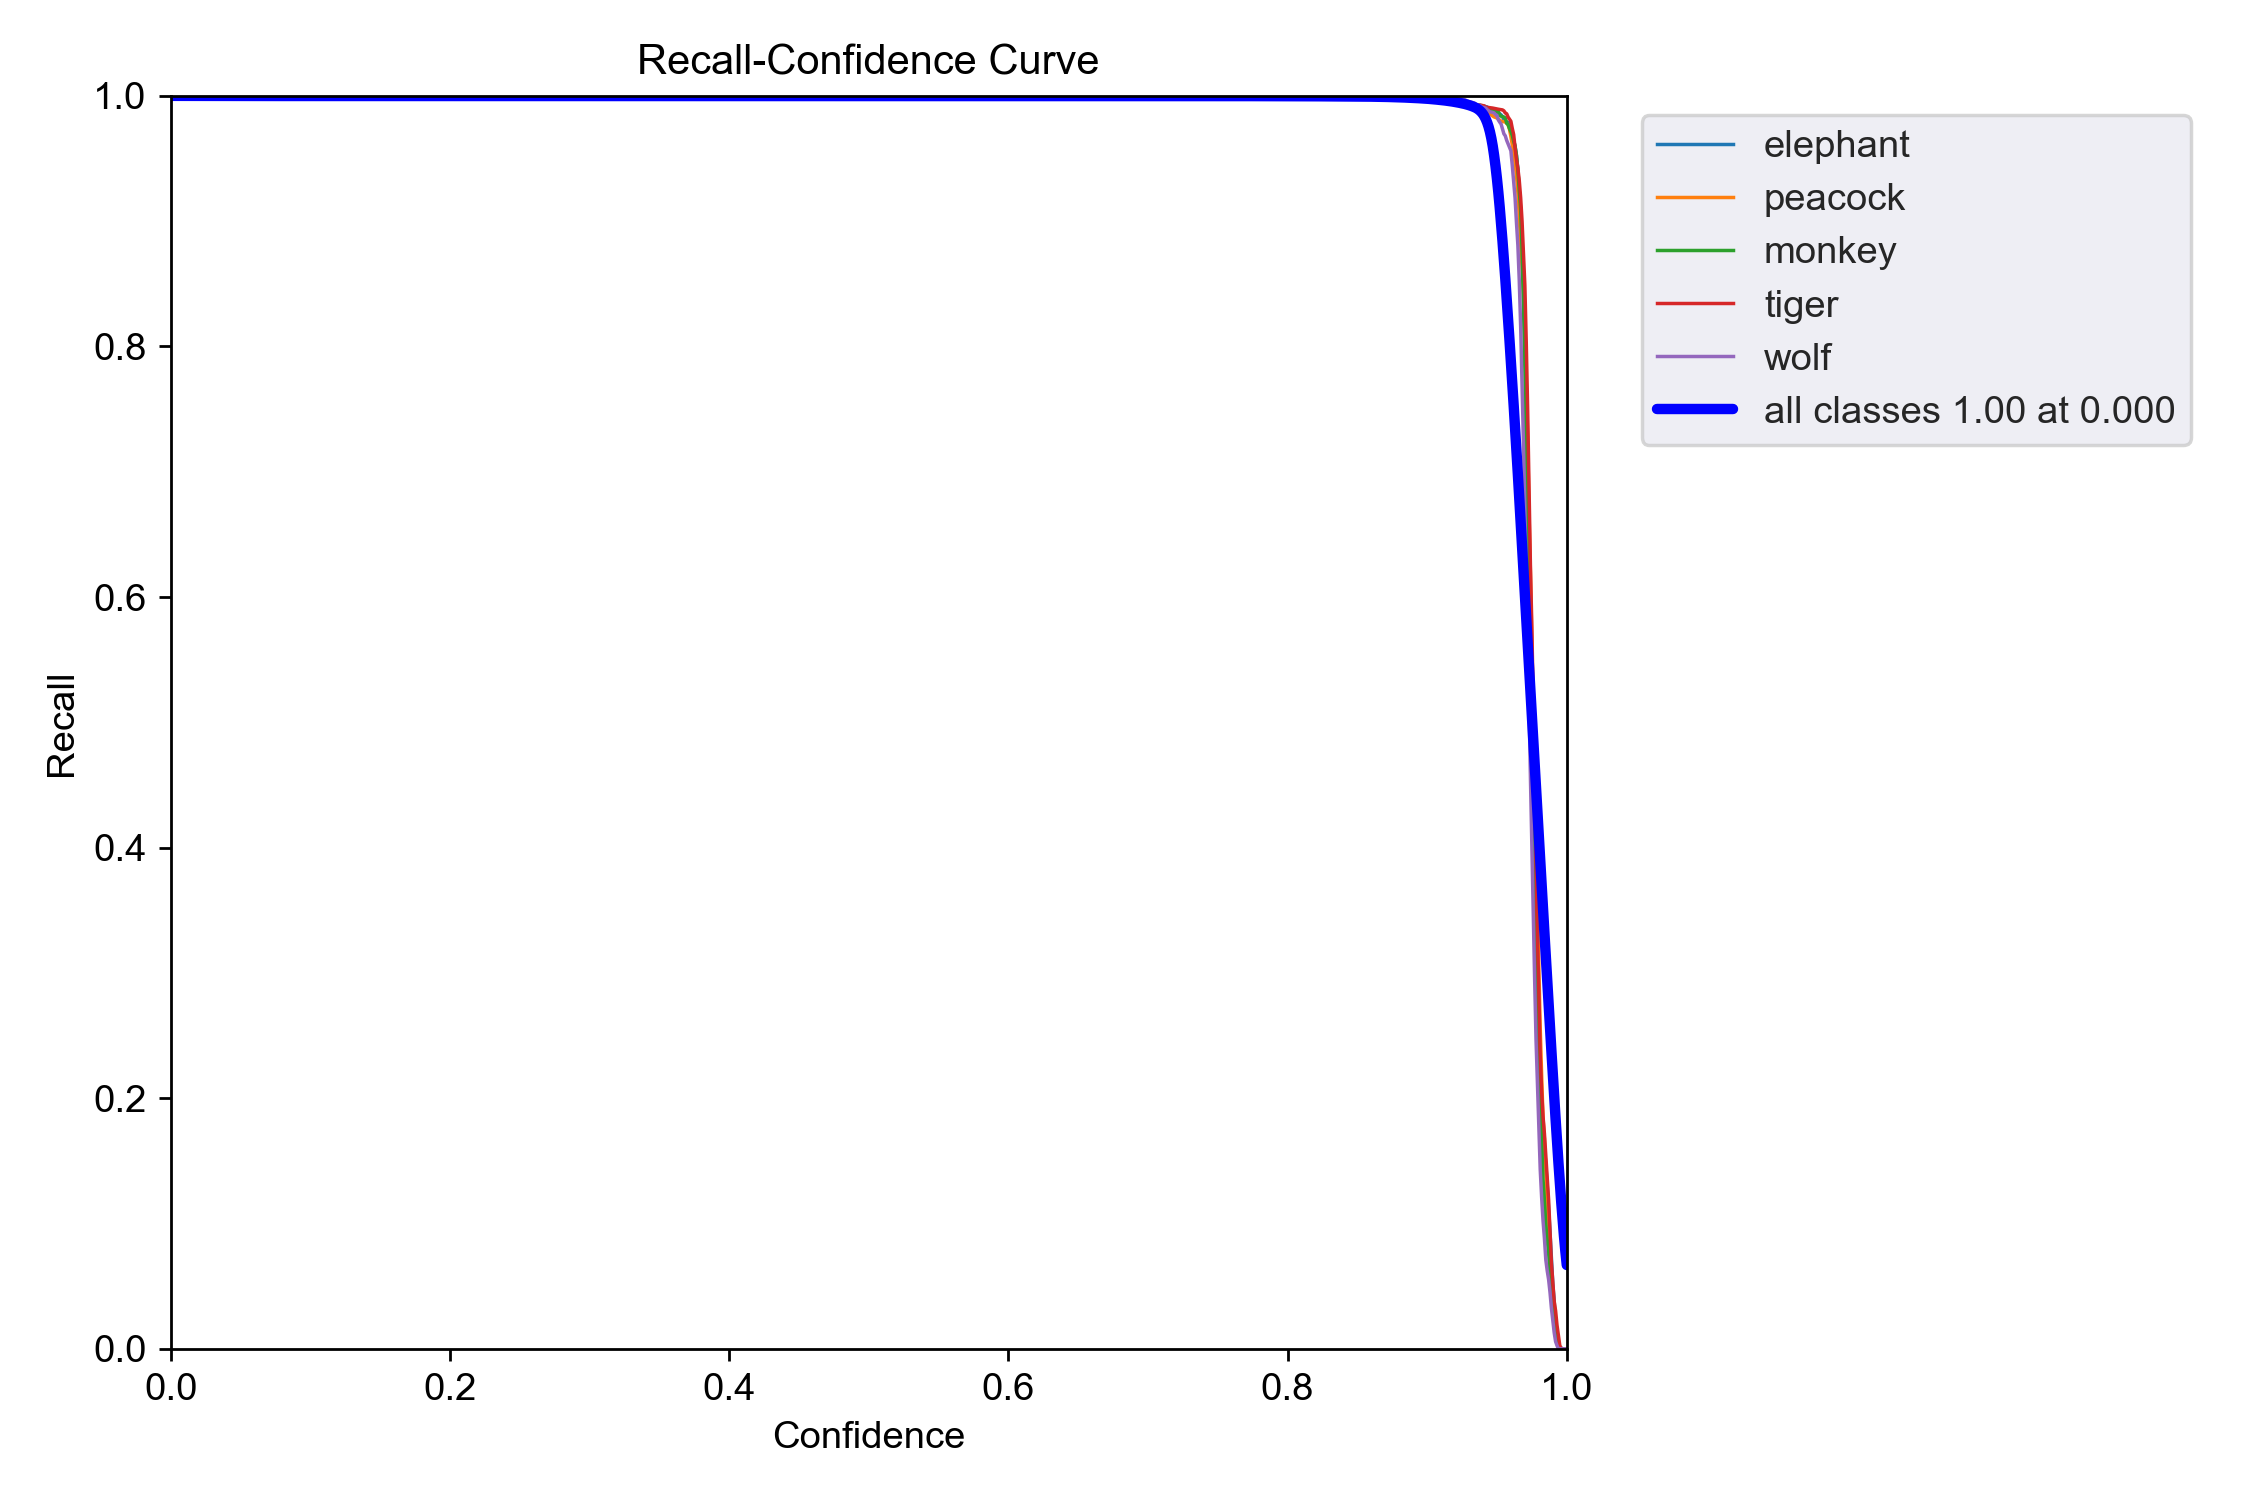 Recall-Confidence Curve
1.0
0.8
0.6
0.4
0.2
0.0
Recall
0.0 0.2 0.4 0.6 0.8 1.0
Confidence
elephant
peacock
monkey
tiger
wolf
all classes 1.00 at 0.000